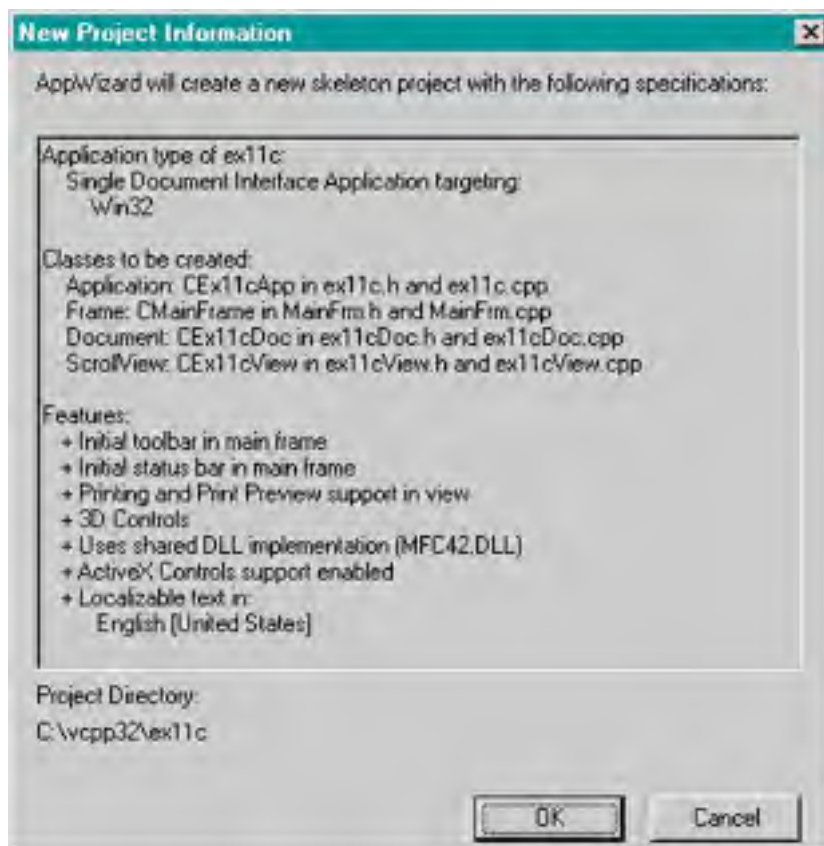 New Project Information
AppWizard will create a new skeleton project with the following specifications:
Application type of ex11c:
Single Document Interface Application targeting:
Win32
Classes to be created:
Application: CEx11cApp in ex11c.h and ex11c.cpp
Frame: CMainFrame in MainFrm.h and MainFrm.cpp
Document: CEx11cDoc in ex11cDoc.h and ex11cDoc.cpp
ScrollView: CEx11cView in ex11cView.h and ex11cView.cpp
Features:
+ Initial toolbar in main frame
+ Initial status bar in main frame
+ Printing and Print Preview support in view
+ 3D Controls
+ Uses shared DLL implementation (MFC42.DLL)
+ ActiveX Controls support enabled
+ Localizable text in:
English [United States]
Project Directory:
C:\vcpp32\ex11c
OK Cancel